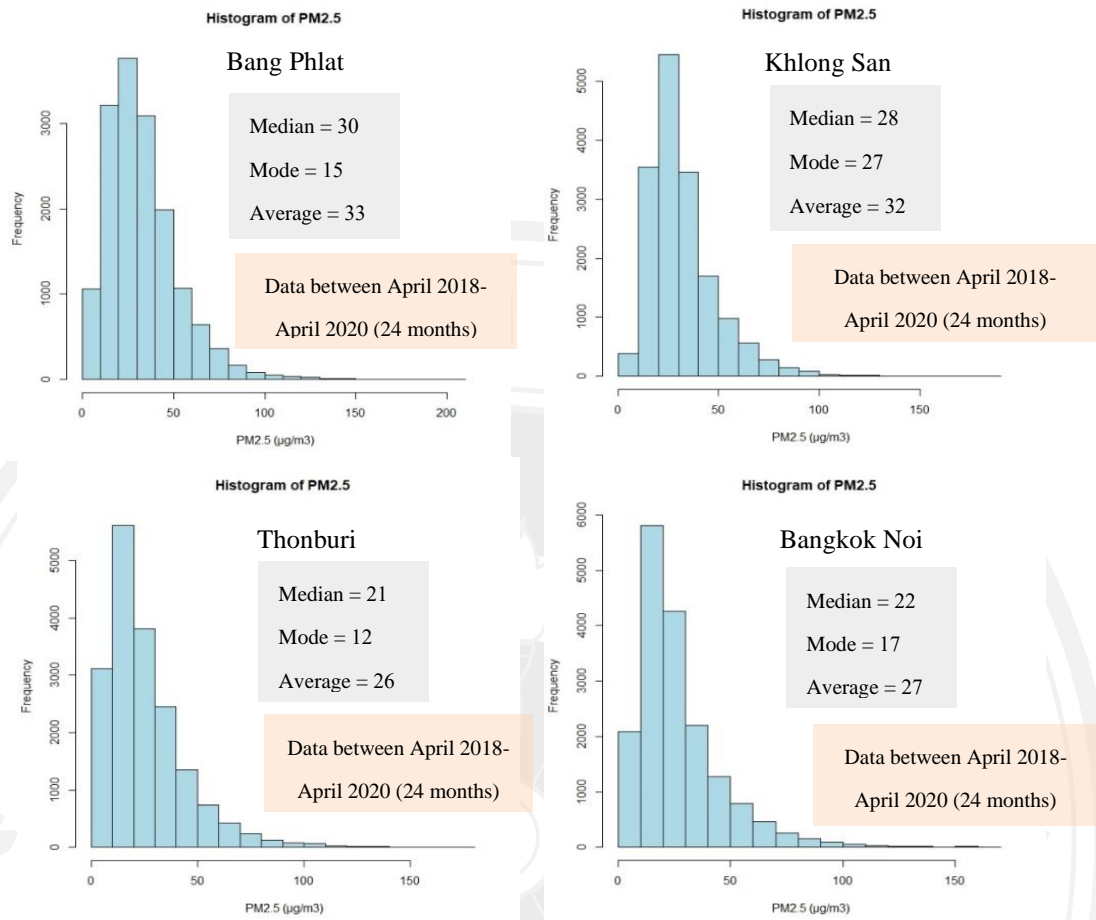 Histogram of PM2.5
Bang Phlat
Median = 30
Mode = 15
Average = 33
Data between April 2018-
April 2020 (24 months)
Frequency
3000
2000
1000
0
0 50 100 150 200
PM2.5 (µg/m3)
Histogram of PM2.5
Khlong San
Median = 28
Mode = 27
Average = 32
Data between April 2018-
April 2020 (24 months)
Frequency
5000
4000
3000
2000
1000
0
0 50 100 150
PM2.5 (µg/m3)
Histogram of PM2.5
Thonburi
Median = 21
Mode = 12
Average = 26
Data between April 2018-
April 2020 (24 months)
Frequency
5000
4000
3000
2000
1000
0
0 50 100 150
PM2.5 (µg/m3)
Histogram of PM2.5
Bangkok Noi
Median = 22
Mode = 17
Average = 27
Data between April 2018-
April 2020 (24 months)
Frequency
6000
5000
4000
3000
2000
1000
0
0 50 100 150
PM2.5 (µg/m3)